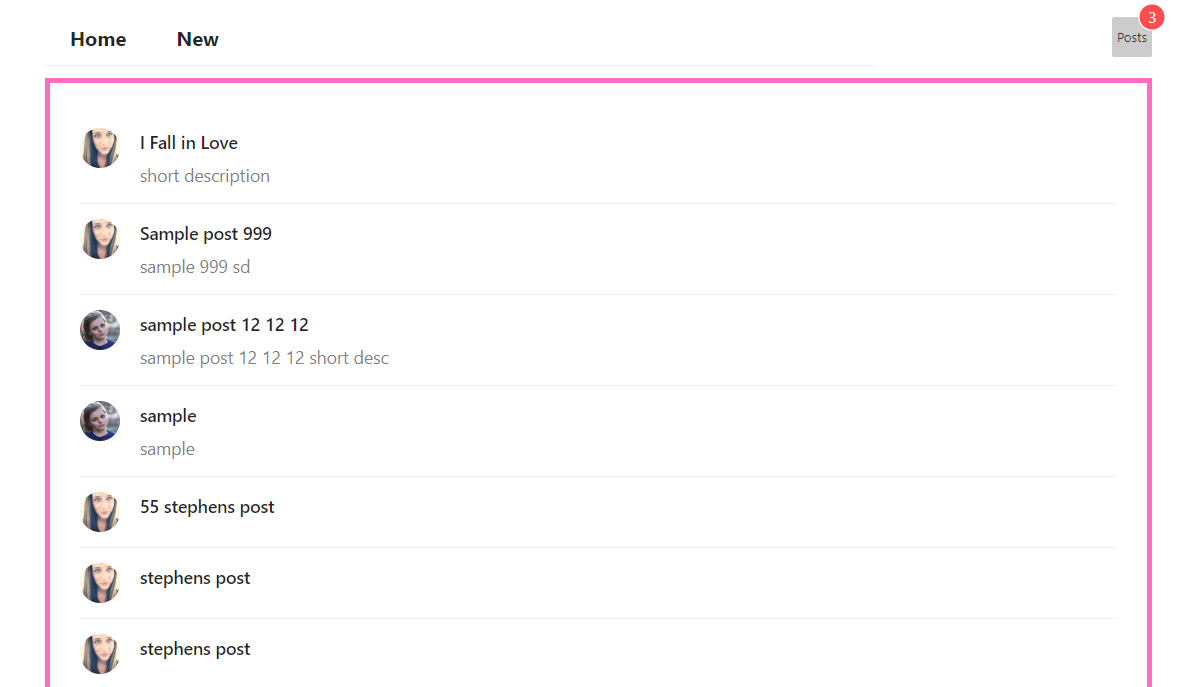 Home New
3
Posts
I Fall in Love
short description
Sample post 999
sample 999 sd
sample post 12 12 12
sample post 12 12 12 short desc
sample
sample
55 stephens post
stephens post
stephens post